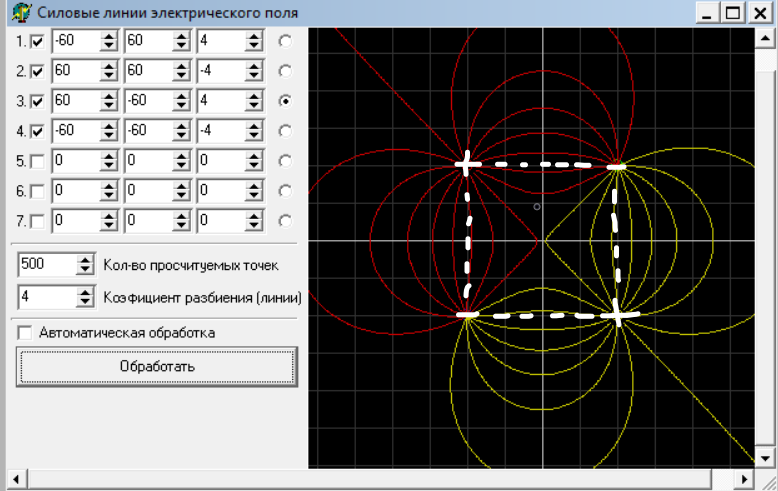 Силовые линии электрического поля
1. -60 60 4
2. 60 60 -4
3. 60 -60 4
4. -60 -60 -4
5. 0 0 0
6. 0 0 0
7. 0 0 0
500 Кол-во просчитуемых точек
4 Коэфициент разбиения (линии)
Автоматическая обработка
Обработать